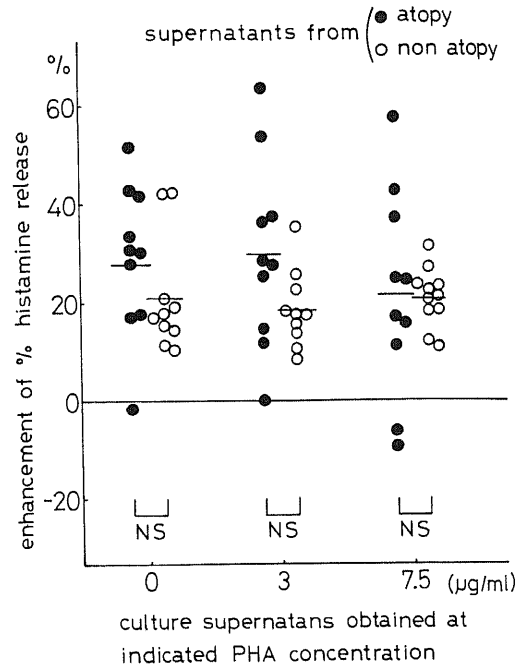 supernatants from ( ● atopy
○ non atopy
%
60
40
20
0
-20
enhancement of % histamine release
NS NS NS
0 3 7.5 (µg/ml)
culture supernatans obtained at
indicated PHA concentration